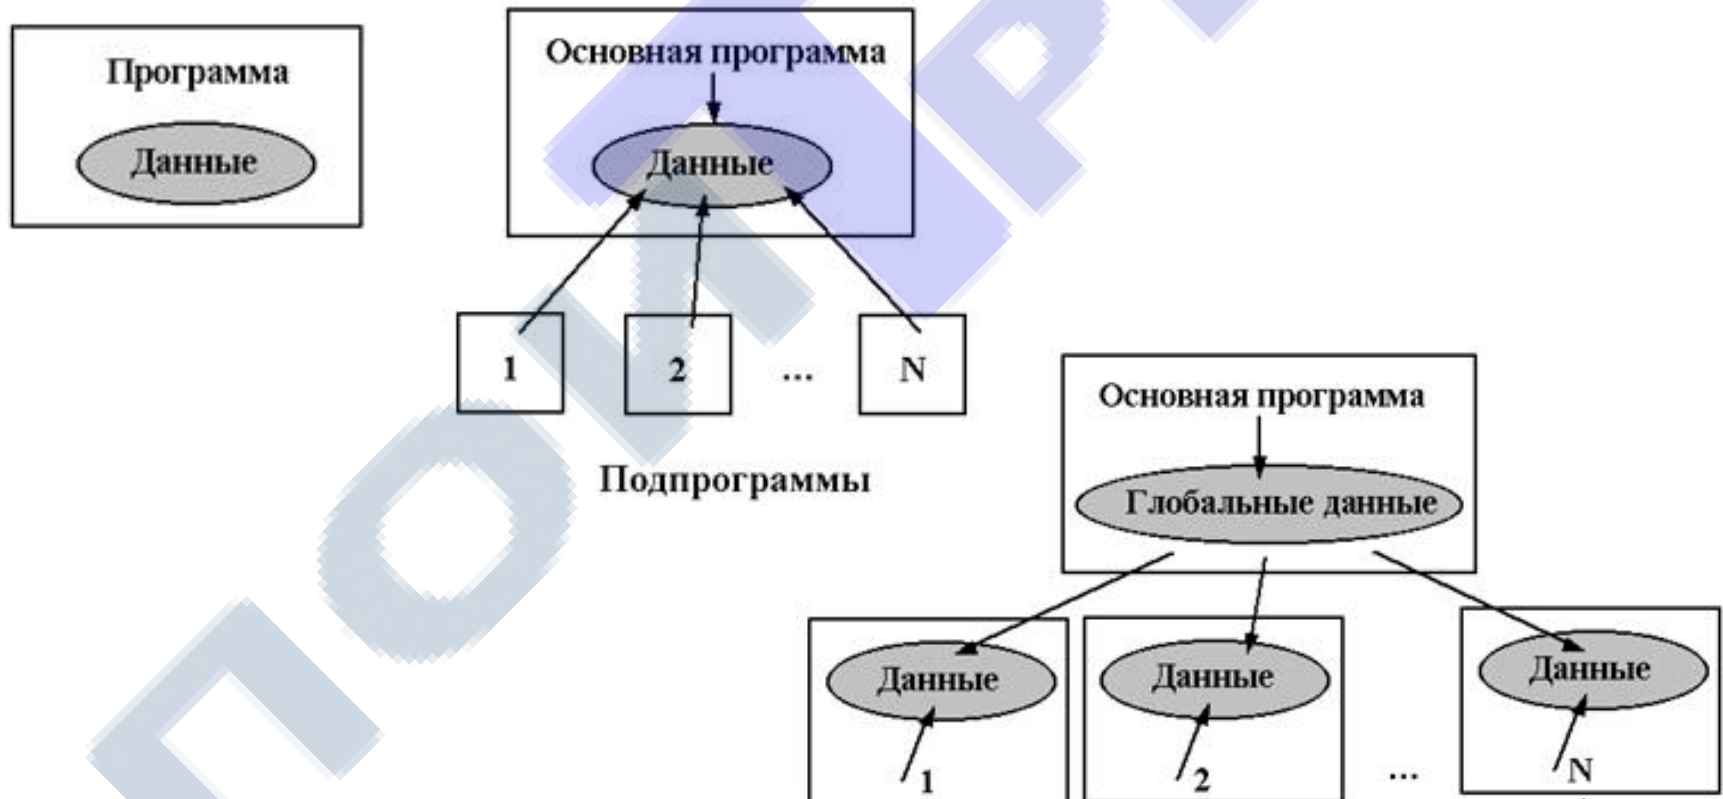 Программа
Данные
Основная программа
Данные
1
2
...
N
Подпрограммы
Основная программа
Глобальные данные
Данные
Данные
Данные
1
2
...
N